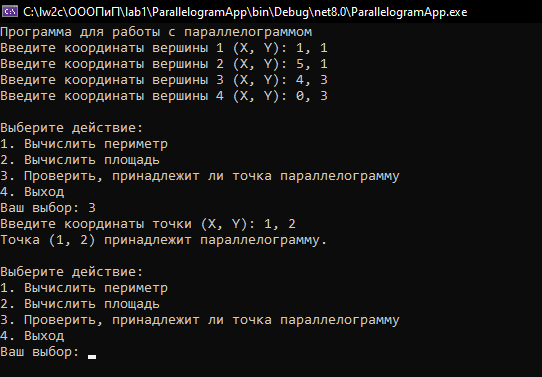 C:\lw2c\ОООПиП\lab1\ParallelogramApp\bin\Debug\net8.0\ParallelogramApp.exe
Программа для работы с параллелограммом
Введите координаты вершины 1 (X, Y): 1, 1
Введите координаты вершины 2 (X, Y): 5, 1
Введите координаты вершины 3 (X, Y): 4, 3
Введите координаты вершины 4 (X, Y): 0, 3
Выберите действие:
1. Вычислить периметр
2. Вычислить площадь
3. Проверить, принадлежит ли точка параллелограмму
4. Выход
Ваш выбор: 3
Введите координаты точки (X, Y): 1, 2
Точка (1, 2) принадлежит параллелограмму.
Выберите действие:
1. Вычислить периметр
2. Вычислить площадь
3. Проверить, принадлежит ли точка параллелограмму
4. Выход
Ваш выбор: